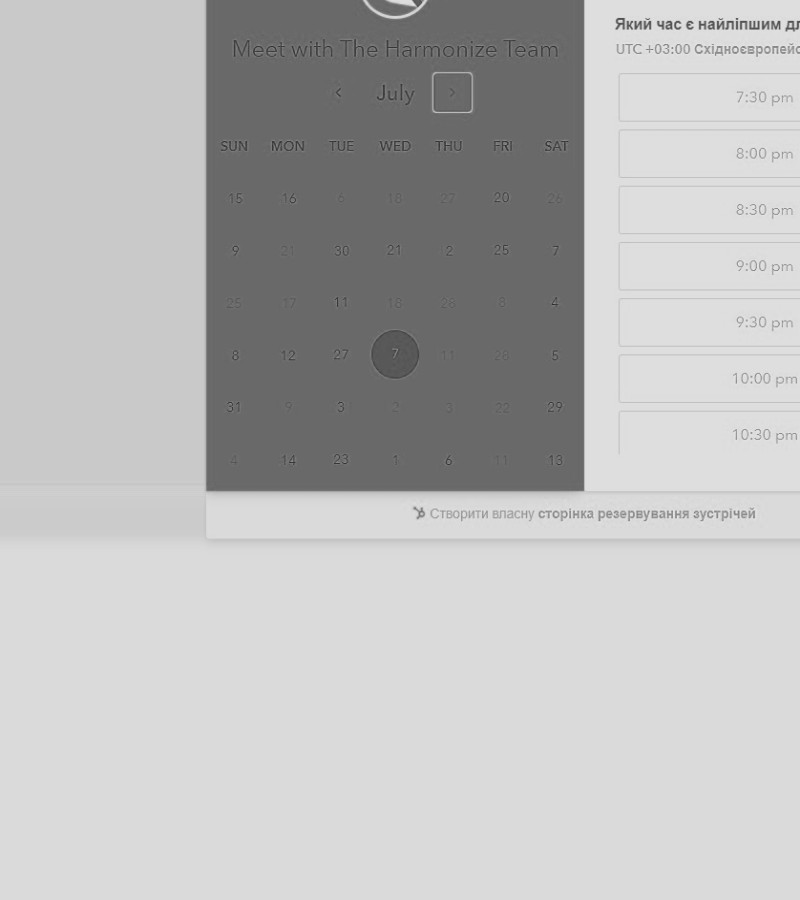 Meet with The Harmonize Team
July
SUN MON TUE WED THU FRI SAT
15 16 6 18 27 20 26
9 21 30 21 2 25 7
25 17 11 18 28 8 4
8 12 27 7 11 28 5
31 9 3 2 3 22 29
4 14 23 1 6 11 13
Який час є найліпшим
UTC +03:00
7:30 pm
8:00 pm
8:30 pm
9:00 pm
9:30 pm
10:00 pm
10:30 pm
Створити власну сторінка резервування зустрічей